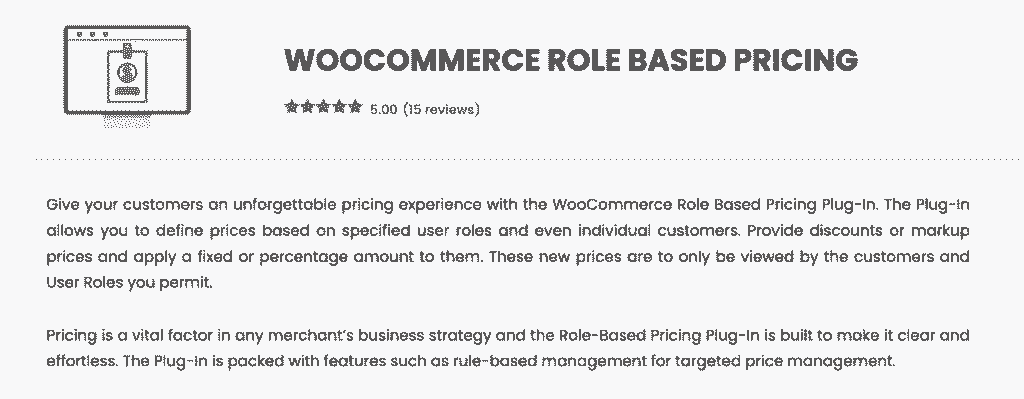 WOOCOMMERCE ROLE BASED PRICING
5.00 (15 reviews)
Give your customers an unforgettable pricing experience with the WooCommerce Role Based Pricing Plug-In. The Plug-in
allows you to define prices based on specified user roles and even individual customers. Provide discounts or markup
prices and apply a fixed or percentage amount to them. These new prices are to only be viewed by the customers and
User Roles you permit.
Pricing is a vital factor in any merchant's business strategy and the Role-Based Pricing Plug-In is built to make it clear and
effortless. The Plug-In is packed with features such as rule-based management for targeted price management.